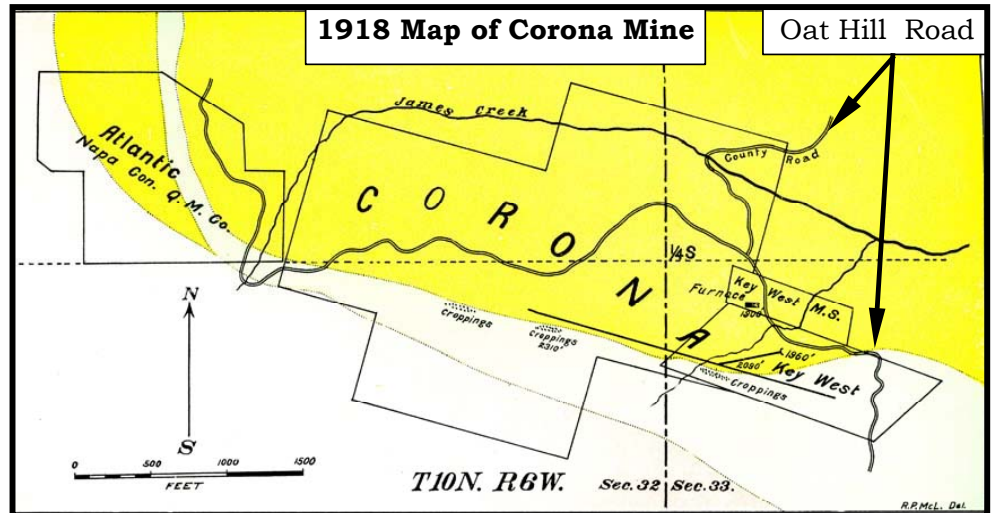 1918 Map of Corona Mine
Oat Hill Road
James Creek
County Road
Atlantic
Napa Con. Q. M. Co.
CORONA
1/4 S
Key West M.S.
Furnace
1900'
N
S
Croppings
Croppings
2310'
1960'
2080'
Key West
Croppings
0 500 1000 1500
FEET
T10N. R6W. Sec. 32 Sec. 33.
R.P.McL. Del.